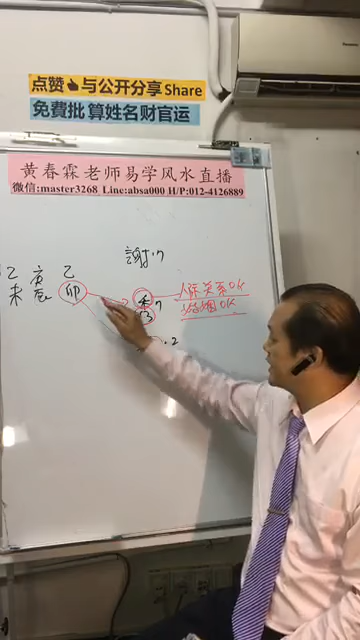 点赞👆与公开分享Share
免費批算姓名财官运
Panasonic
黄春霖老师易学风水直播
微信:master3268 Line:absa000 H/P:012-4126889
謝:17
乙 庚 乙
未 辰 卯
人际关系OK
婚姻OK